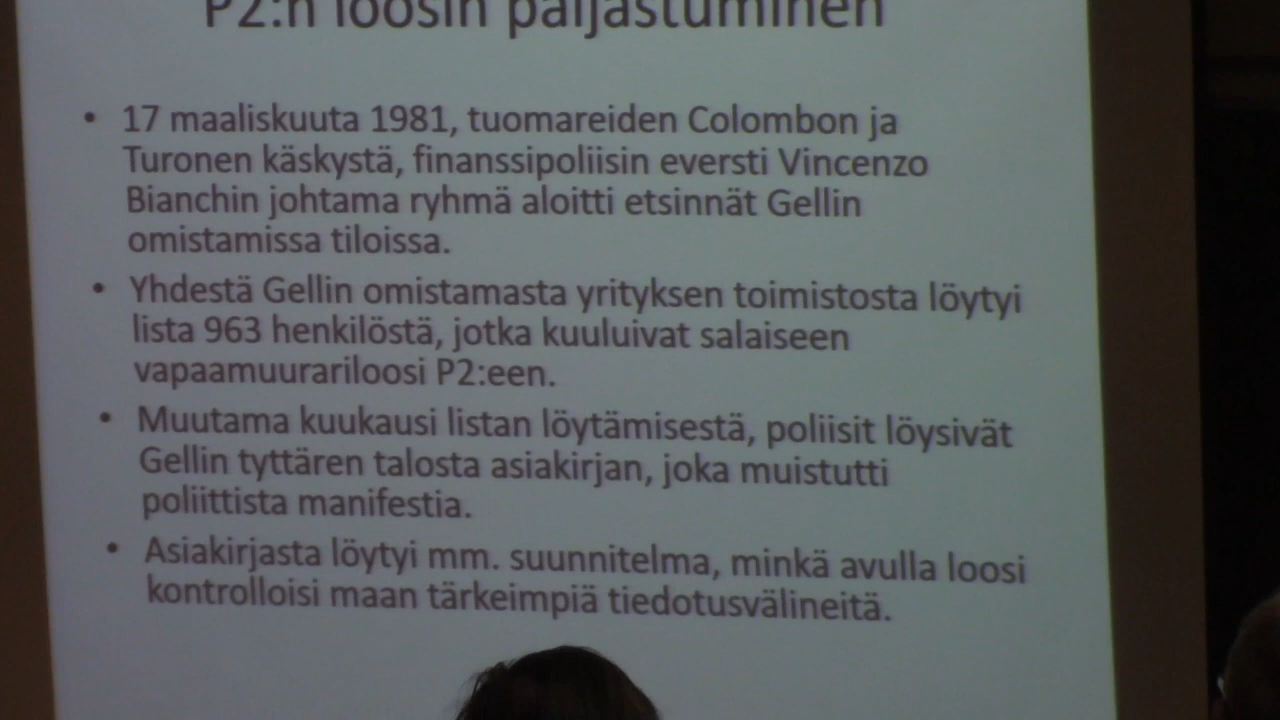 P2:n loosin paljastuminen
• 17 maaliskuuta 1981, tuomareiden Colombon ja
Turonen käskystä, finanssipoliisin eversti Vincenzo
Bianchin johtama ryhmä aloitti etsinnät Gellin
omistamissa tiloissa.
• Yhdestä Gellin omistamasta yrityksen toimistosta löytyi
lista 963 henkilöstä, jotka kuuluivat salaiseen
vapaamuurariloosi P2:een.
• Muutama kuukausi listan löytämisestä, poliisit löysivät
Gellin tyttären talosta asiakirjan, joka muistutti
poliittista manifestia.
• Asiakirjasta löytyi mm. suunnitelma, minkä avulla loosi
kontrolloisi maan tärkeimpiä tiedotusvälineitä.